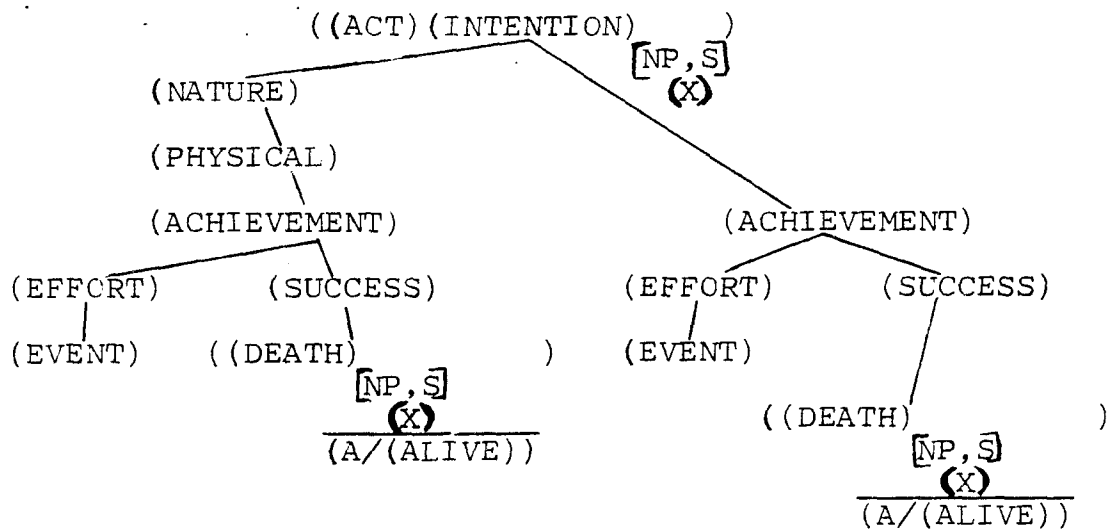 ((ACT)(INTENTION) )
[NP,S]
(X)
(NATURE)
(PHYSICAL)
(ACHIEVEMENT) (ACHIEVEMENT)
(EFFORT) (SUCCESS) (EFFORT) (SUCCESS)
(EVENT) ((DEATH) ) (EVENT)
[NP,S]
(X)
(A/(ALIVE))
((DEATH) )
[NP,S]
(X)
(A/(ALIVE))